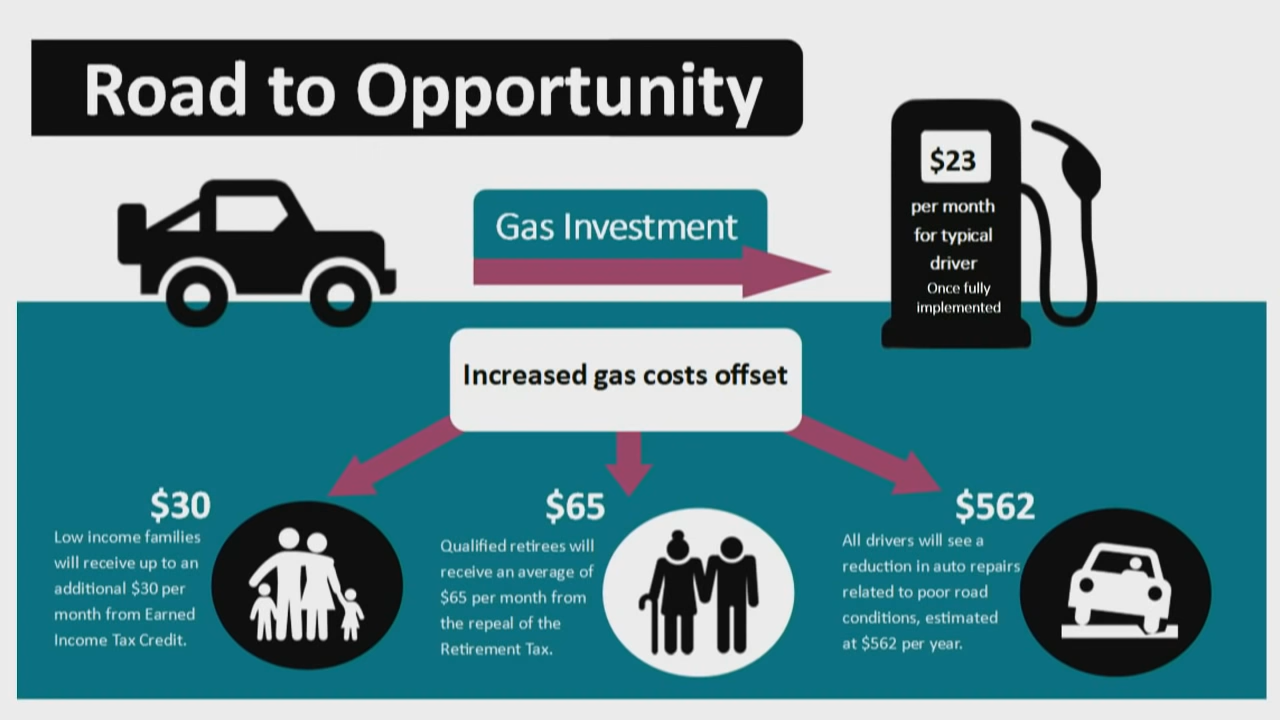 Road to Opportunity
$23
per month
for typical
driver
Once fully
implemented
Gas Investment
Increased gas costs offset
$30
Low income families
will receive up to an
additional $30 per
month from Earned
Income Tax Credit.
$65
Qualified retirees will
receive an average of
$65 per month from
the repeal of the
Retirement Tax.
$562
All drivers will see a
reduction in auto repairs
related to poor road
conditions, estimated
at $562 per year.